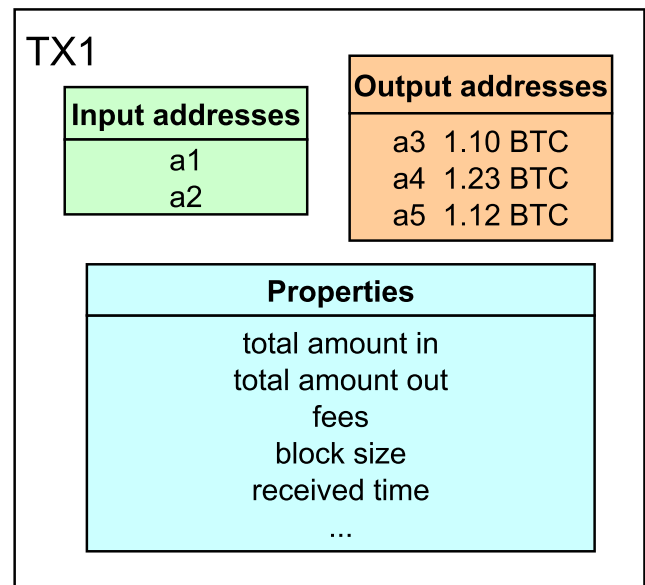 TX1
Input addresses
a1
a2
Output addresses
a3 1.10 BTC
a4 1.23 BTC
a5 1.12 BTC
Properties
total amount in
total amount out
fees
block size
received time
...